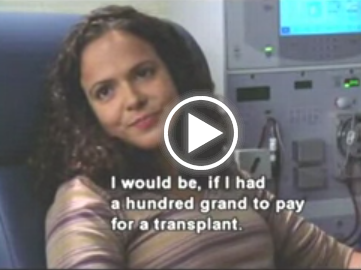 I would be, if I had
a hundred grand to pay
for a transplant.